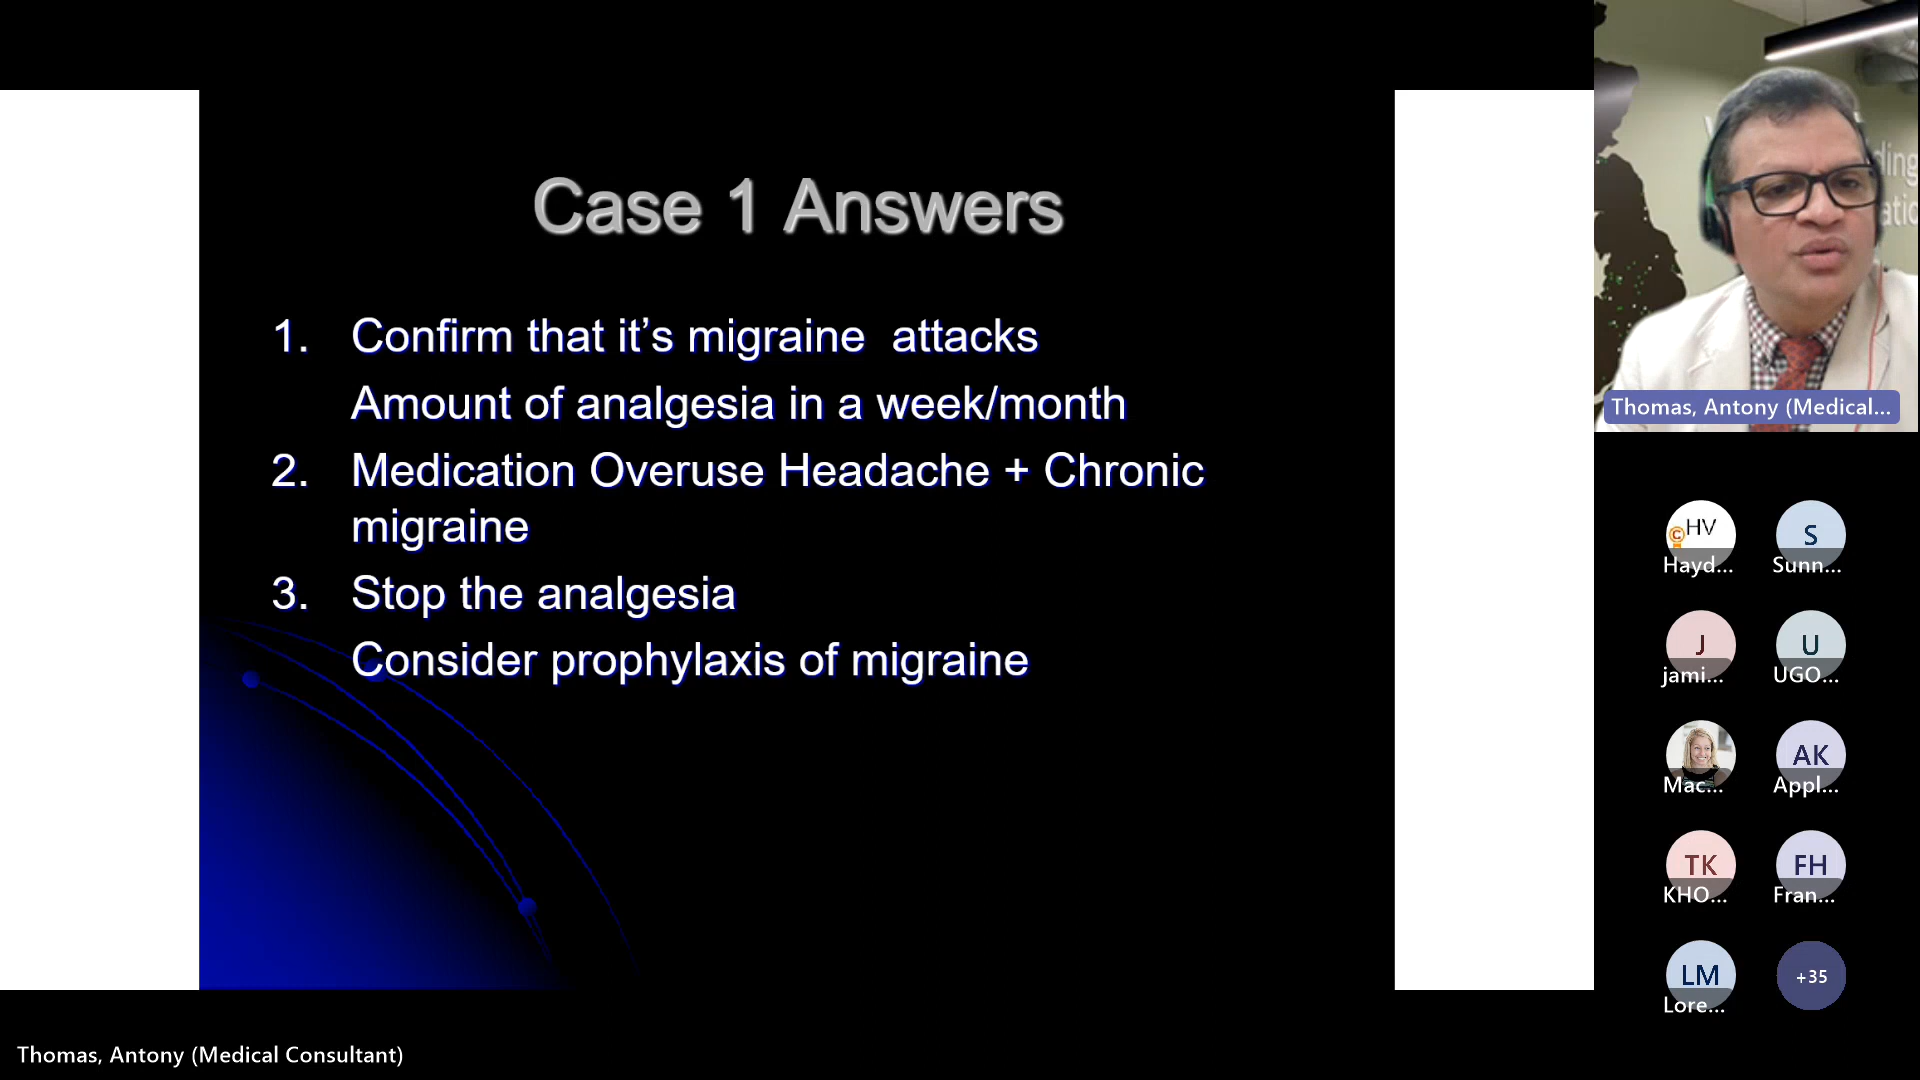 Case 1 Answers
1. Confirm that it’s migraine attacks
Amount of analgesia in a week/month
2. Medication Overuse Headache + Chronic
migraine
3. Stop the analgesia
Consider prophylaxis of migraine
ding
atio
Thomas, Antony (Medical...
C HV
Hayd...
S
Sunn...
J
jami...
U
UGO...
Mac...
AK
Appl...
TK
KHO...
FH
Fran...
LM
Lore...
+35
Thomas, Antony (Medical Consultant)